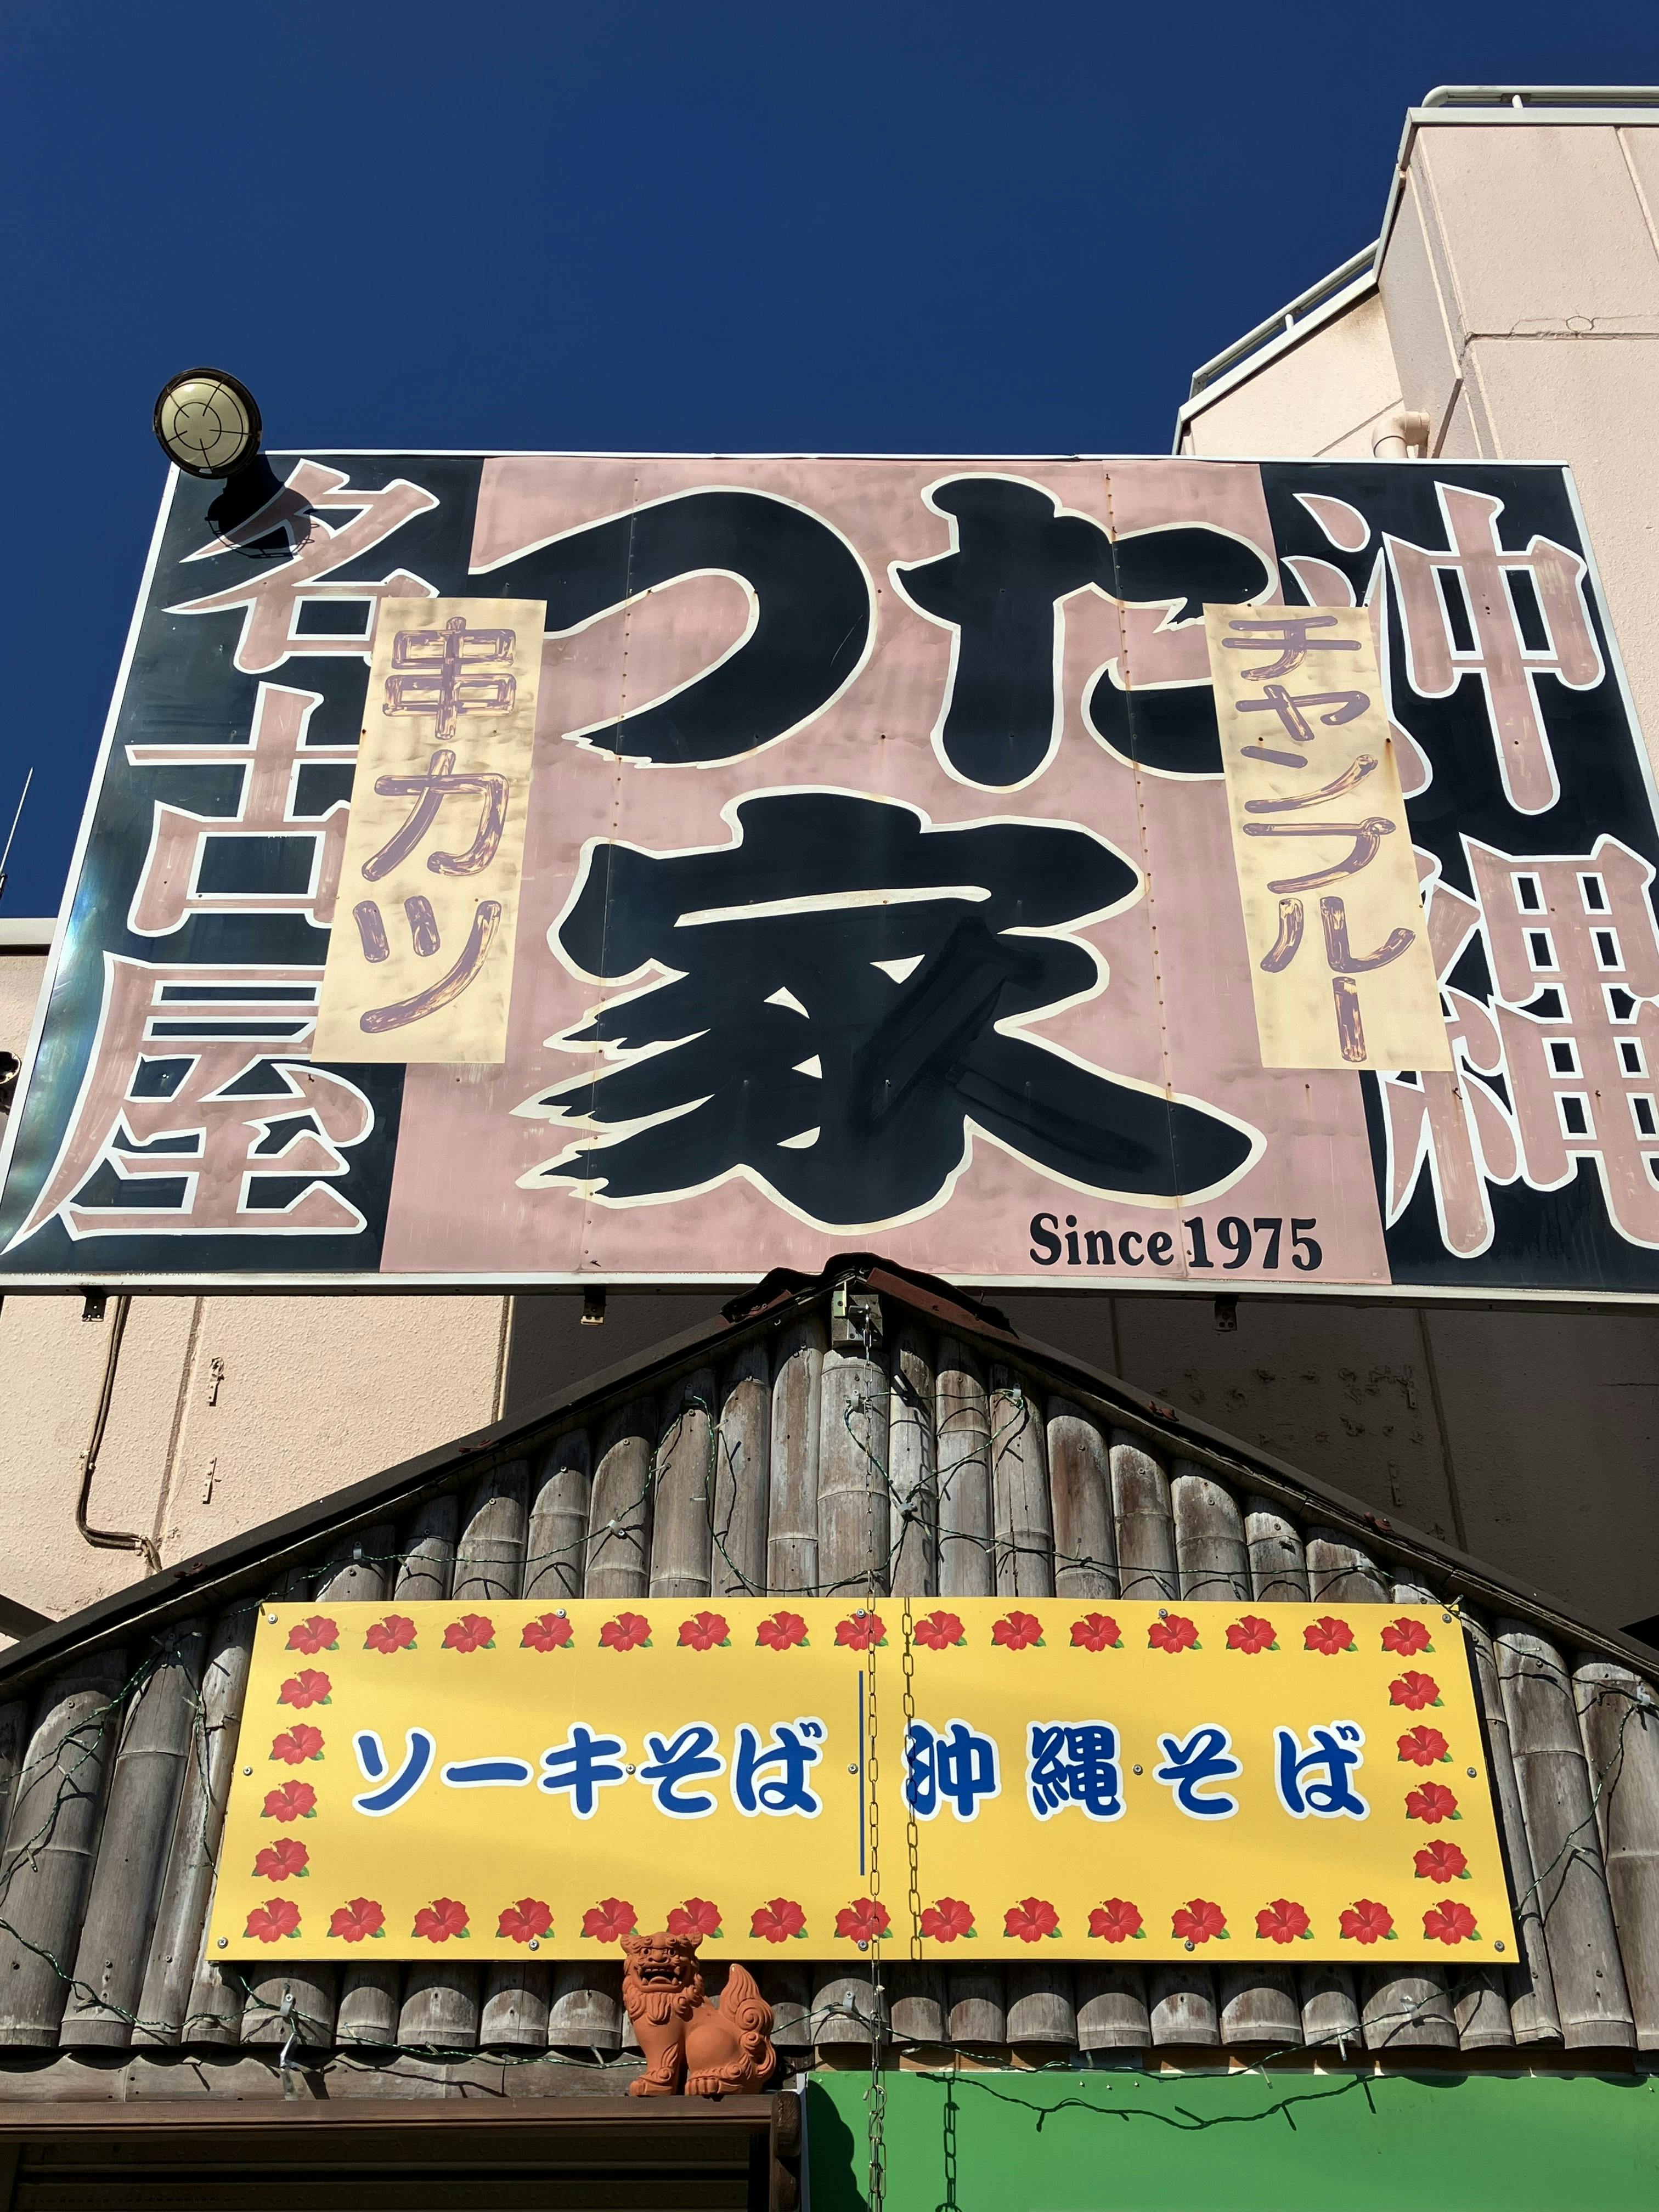 沖縄
チャンプルー
つた
家
串カツ
名古屋
Since 1975
ソーキそば 沖縄そば